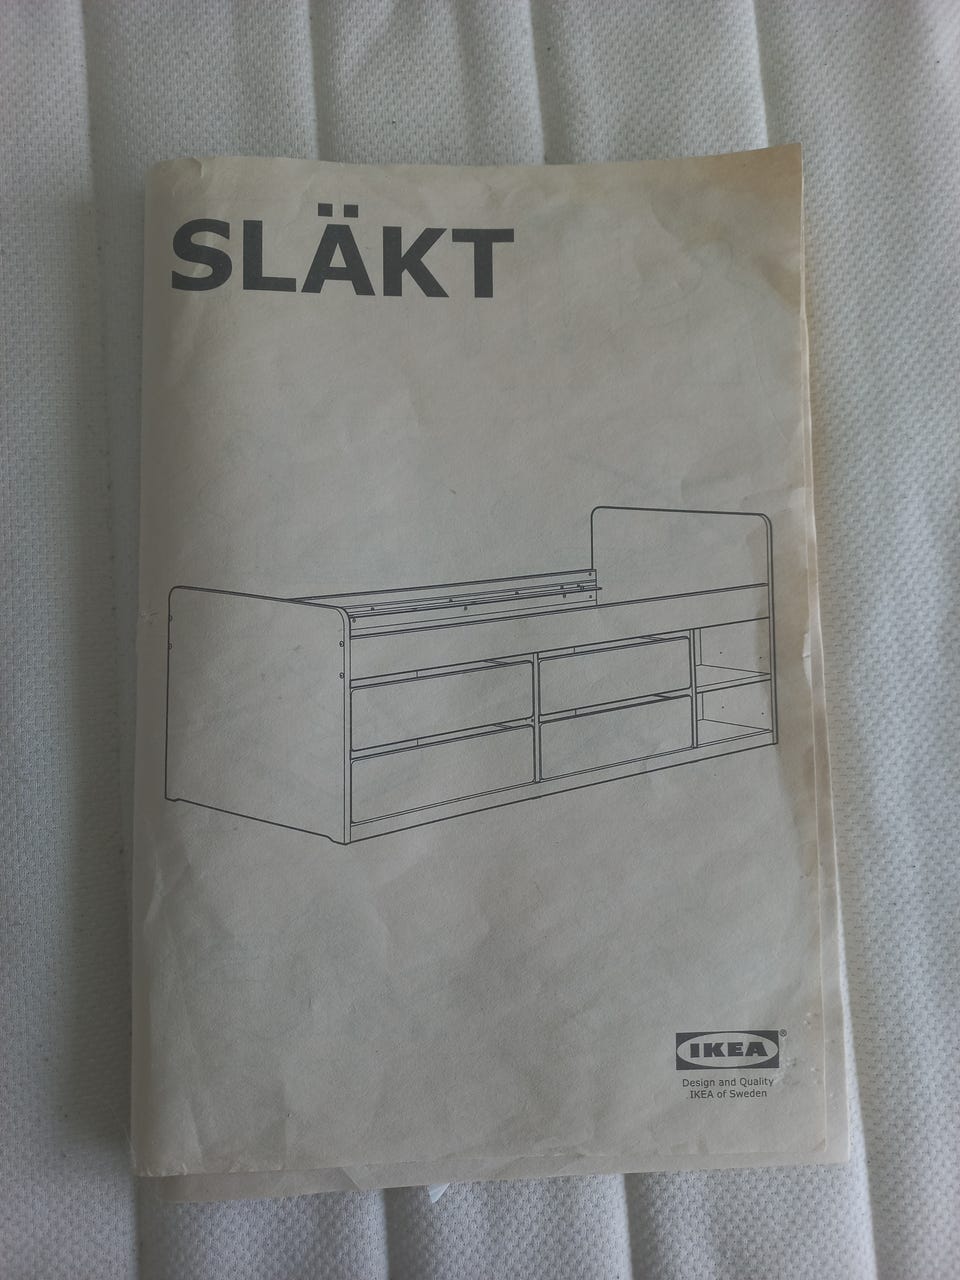 SLÄKT
IKEA®
Design and Quality
IKEA of Sweden